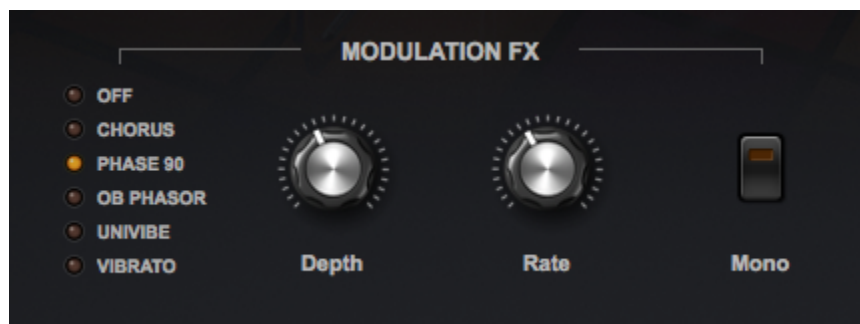 MODULATION FX
OFF
CHORUS
PHASE 90
OB PHASOR
UNIVIBE
VIBRATO
Depth
Rate
Mono